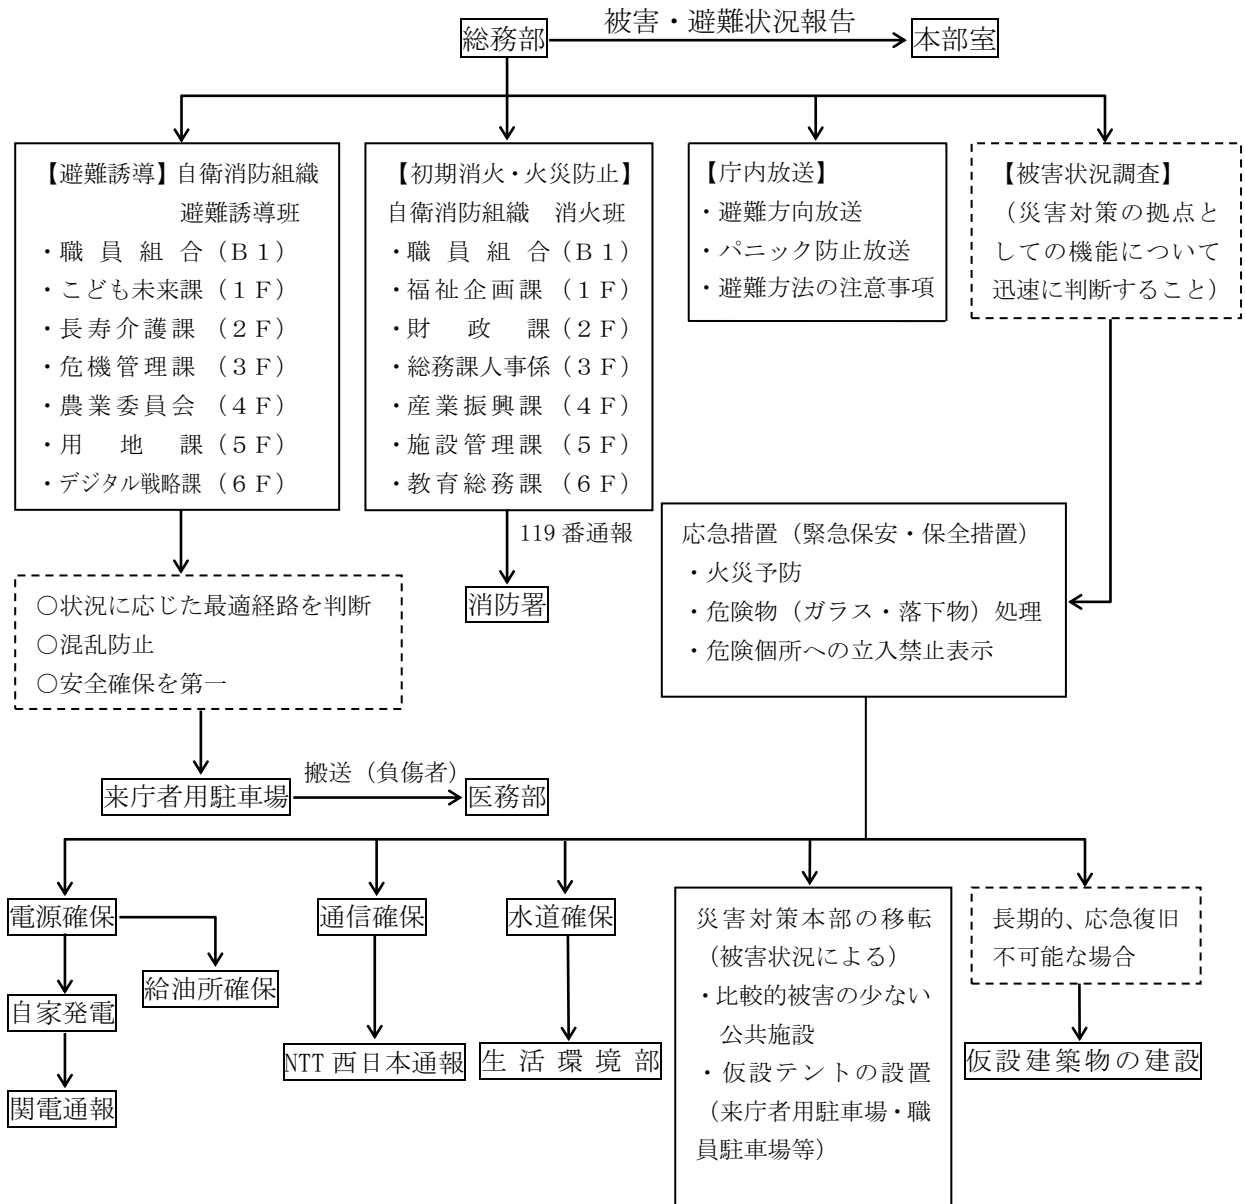 総務部
被害・避難状況報告
本部室
【避難誘導】自衛消防組織
避難誘導班
・職員組合（B1）
・こども未来課（1F）
・長寿介護課（2F）
・危機管理課（3F）
・農業委員会（4F）
・用地課（5F）
・デジタル戦略課（6F）
【初期消火・火災防止】
自衛消防組織　消火班
・職員組合（B1）
・福祉企画課（1F）
・財政課（2F）
・総務課人事係（3F）
・産業振興課（4F）
・施設管理課（5F）
・教育総務課（6F）
【庁内放送】
・避難方向放送
・パニック防止放送
・避難方法の注意事項
【被害状況調査】
（災害対策の拠点と
しての機能について
迅速に判断すること）
○状況に応じた最適経路を判断
○混乱防止
○安全確保を第一
119番通報
消防署
応急措置（緊急保安・保全措置）
・火災予防
・危険物（ガラス・落下物）処理
・危険個所への立入禁止表示
来庁者用駐車場
搬送（負傷者）
医務部
電源確保
給油所確保
自家発電
関電通報
通信確保
NTT西日本通報
水道確保
生活環境部
災害対策本部の移転
（被害状況による）
・比較的被害の少ない
公共施設
・仮設テントの設置
（来庁者用駐車場・職
員駐車場等）
長期的、応急復旧
不可能な場合
仮設建築物の建設